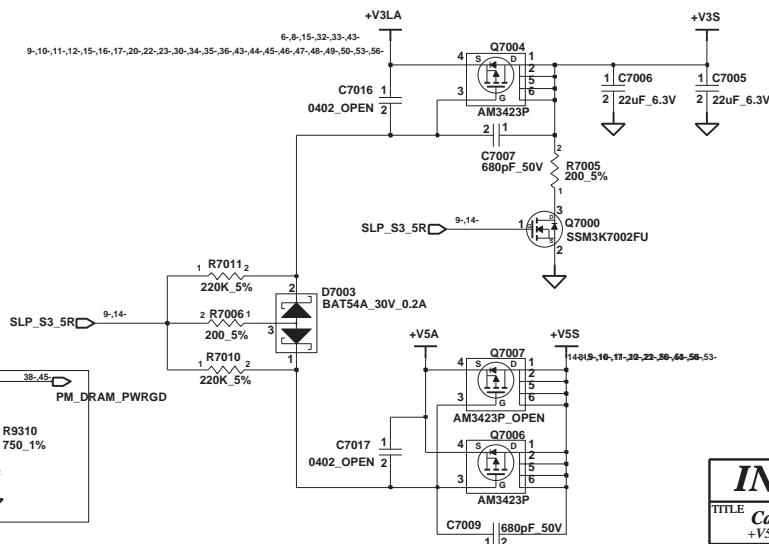 +V3LA
+V3S
6-,8-,15-,32-,33-,43-
9-,10-,11-,12-,15-,16-,17-,20-,22-,23-,30-,34-,35-,36-,43-,44-,45-,46-,47-,48-,49-,50-,53-,56-
Q7004
4 S D 1
2
5
6
3 G
AM3423P
C7016 1
0402_OPEN 2
1 C7006
2 22uF_6.3V
1 C7005
2 22uF_6.3V
2 1
C7007
680pF_50V
2
R7005
200_5%
1
SLP_S3_5R 9-,14- 1 G D S 3
Q7000
SSM3K7002FU
2
R7011
1 2
220K_5%
2 D7003
BAT54A_30V_0.2A
SLP_S3_5R 9-,14-
2 R7006 1
200_5%
3
R7010
1 2
220K_5%
1
+V5A
+V5S
Q7007
4 S D 1
2
5
6
3 G
AM3423P_OPEN
Q7006
4 S D 1
2
5
6
3 G
AM3423P
C7017 1
0402_OPEN 2
C7009 680pF_50V
1 2
38-,45-
PM_DRAM_PWRGD
R9310
750_1%
IN
TITLE Ca
+V5